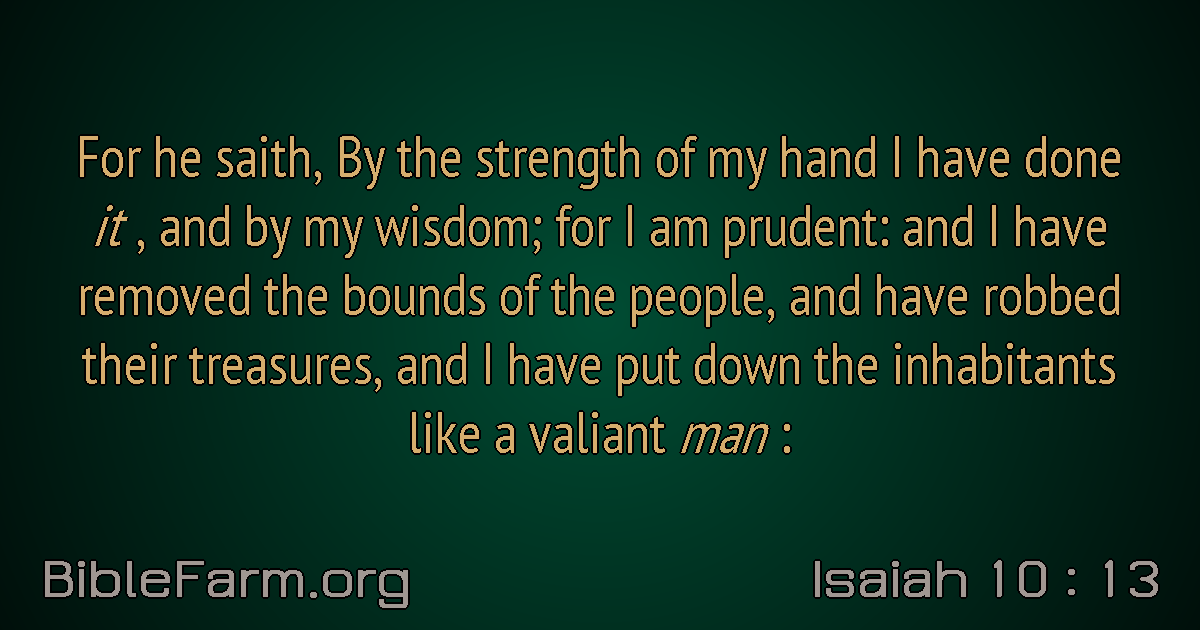 For he saith, By the strength of my hand I have done
it , and by my wisdom; for I am prudent: and I have
removed the bounds of the people, and have robbed
their treasures, and I have put down the inhabitants
like a valiant man :
BibleFarm.org
Isaiah 10 : 13